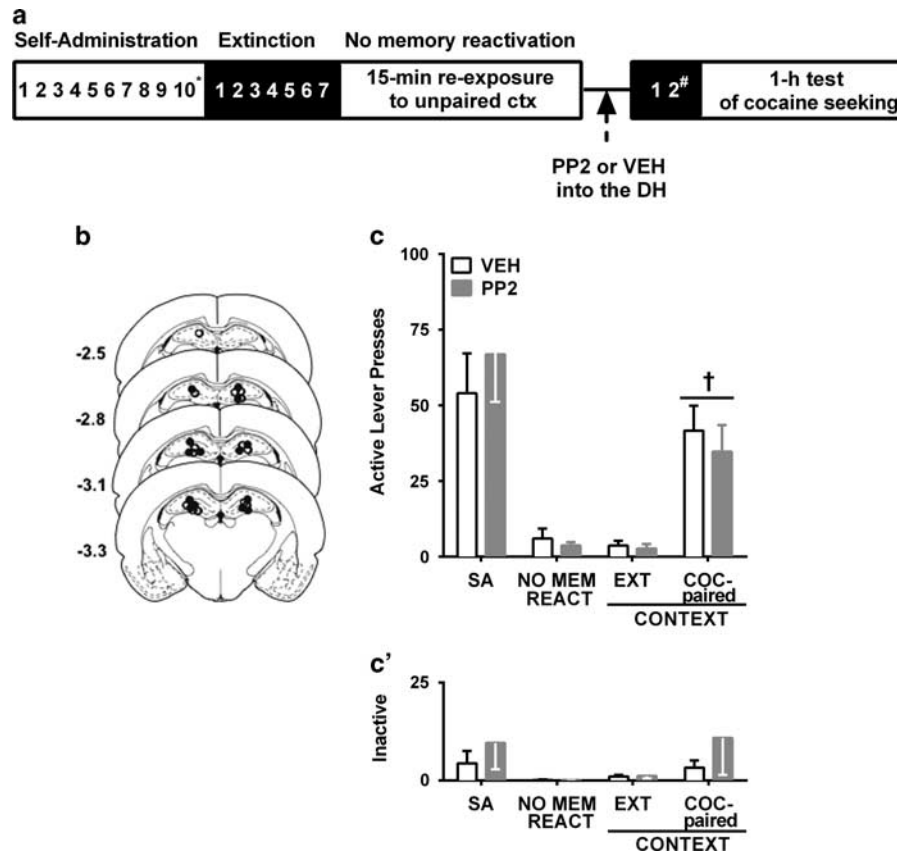 a
Self-Administration Extinction No memory reactivation
1 2 3 4 5 6 7 8 9 10* 1 2 3 4 5 6 7 15-min re-exposure to unpaired ctx 1 2# 1-h test of cocaine seeking
PP2 or VEH
into the DH
b
-2.5
-2.8
-3.1
-3.3
c
100
75
50
25
0
Active Lever Presses
VEH
PP2
†
SA NO MEM REACT EXT COC-paired
CONTEXT
c'
25
0
Inactive
SA NO MEM REACT EXT COC-paired
CONTEXT